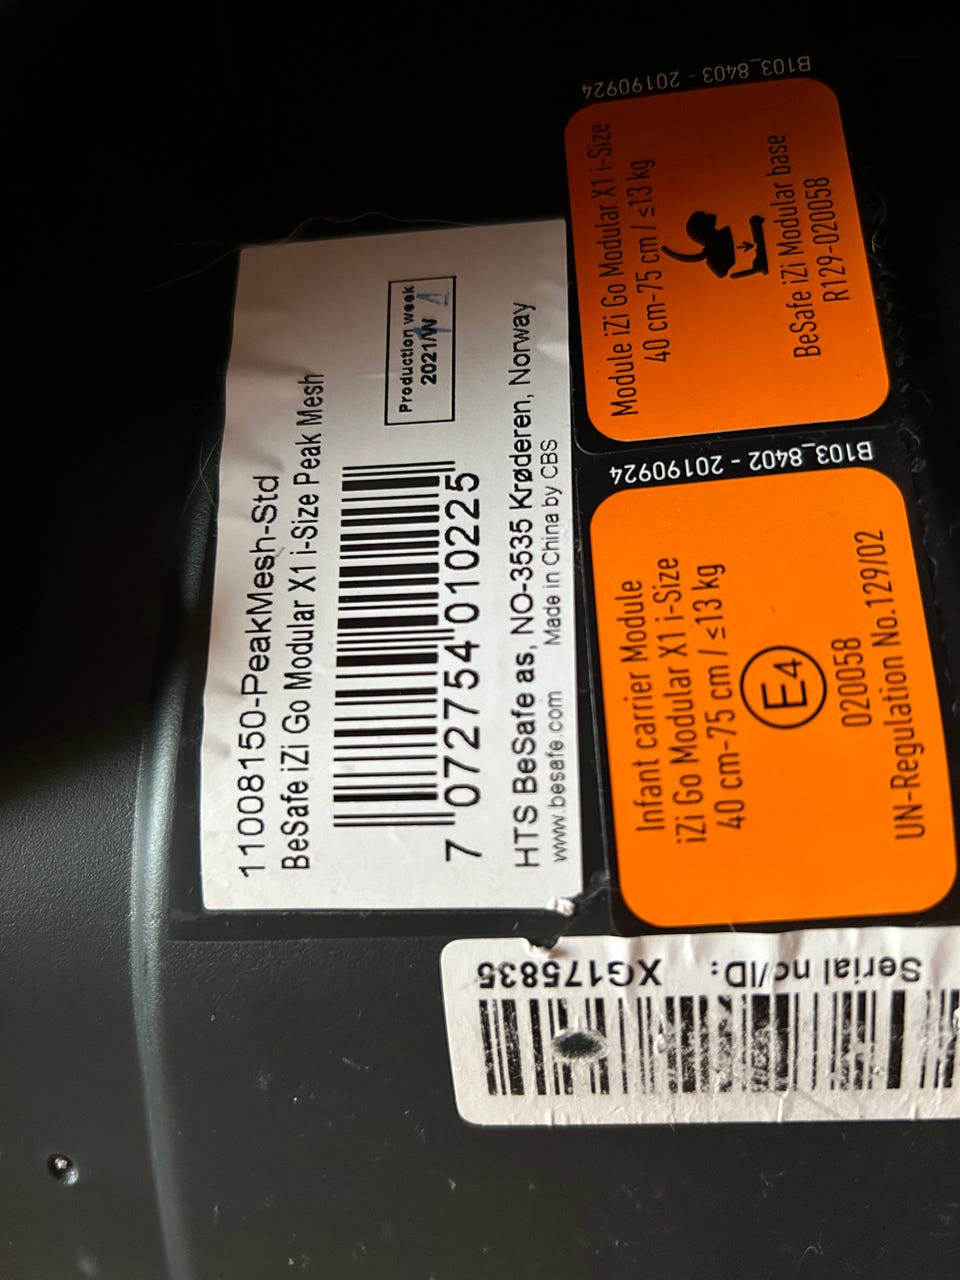 11008150-PeakMesh-Std
BeSafe iZi Go Modular X1 i-Size Peak Mesh
Production week
2021/W
7 072754 010225
HTS BeSafe as, NO-3535 Krøderen, Norway
www.besafe.com Made in China by CBS
B103_8403 - 20190924
Module iZi Go Modular X1 i-Size
40 cm-75 cm / ≤13 kg
BeSafe iZi Modular base
R129-020058
B103_8402 - 20190924
Infant carrier Module
iZi Go Modular X1 i-Size
40 cm-75 cm / ≤13 kg
E4
020058
UN-Regulation No.129/02
Serial no/ID: XG175835